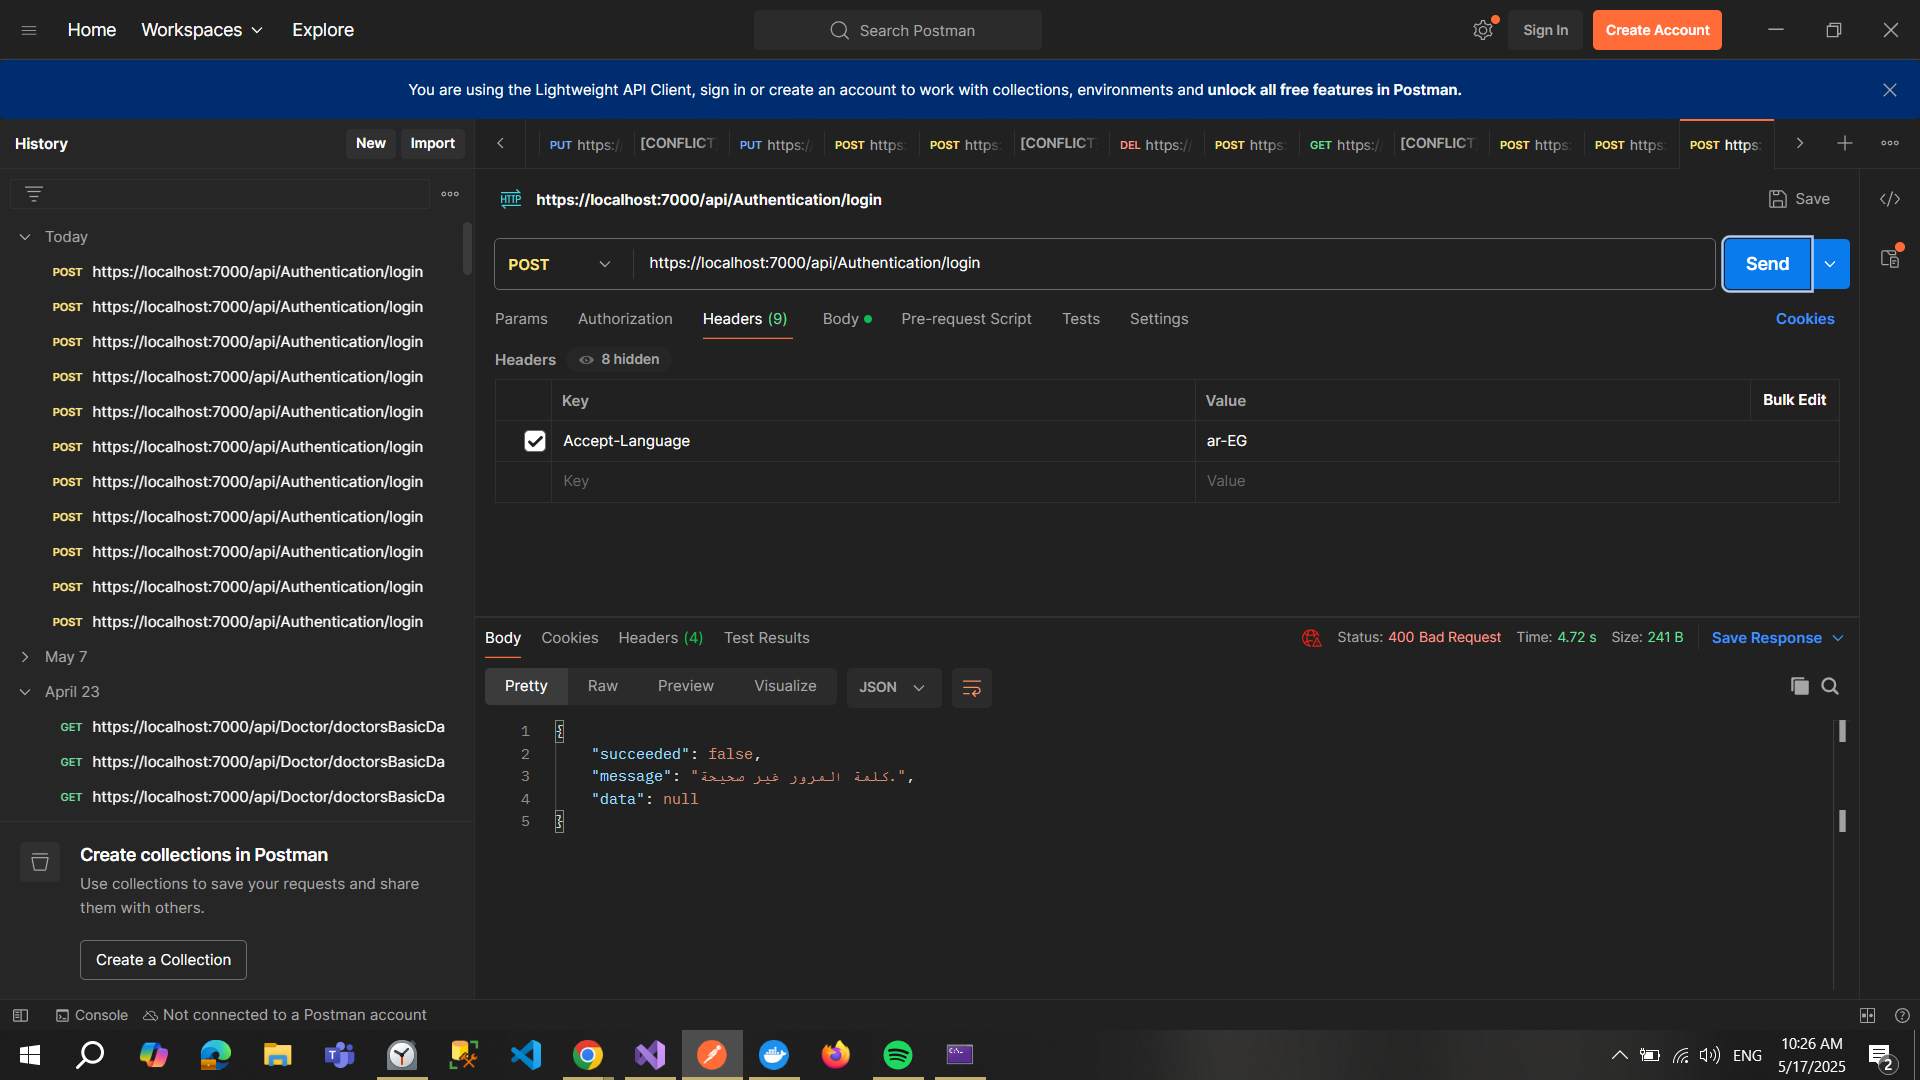 Home
Workspaces
Explore
Search Postman
Sign In
Create Account
You are using the Lightweight API Client, sign in or create an account to work with collections, environments and unlock all free features in Postman.
History
New
Import
PUT https:/
[CONFLICT]
PUT https:/
POST https:
POST https:
[CONFLICT]
DEL https:/
POST https:
GET https:/
[CONFLICT]
POST https:
POST https:
POST https:
HTTP
https://localhost:7000/api/Authentication/login
Save
Today
POST https://localhost:7000/api/Authentication/login
POST https://localhost:7000/api/Authentication/login
POST https://localhost:7000/api/Authentication/login
POST https://localhost:7000/api/Authentication/login
POST https://localhost:7000/api/Authentication/login
POST https://localhost:7000/api/Authentication/login
POST https://localhost:7000/api/Authentication/login
POST https://localhost:7000/api/Authentication/login
POST https://localhost:7000/api/Authentication/login
POST https://localhost:7000/api/Authentication/login
POST https://localhost:7000/api/Authentication/login
May 7
April 23
GET https://localhost:7000/api/Doctor/doctorsBasicDa
GET https://localhost:7000/api/Doctor/doctorsBasicDa
GET https://localhost:7000/api/Doctor/doctorsBasicDa
Create collections in Postman
Use collections to save your requests and share
them with others.
Create a Collection
POST
https://localhost:7000/api/Authentication/login
Send
Params
Authorization
Headers (9)
Body
Pre-request Script
Tests
Settings
Cookies
Headers
8 hidden
Key
Value
Bulk Edit
Accept-Language
ar-EG
Key
Value
Body
Cookies
Headers (4)
Test Results
Status: 400 Bad Request
Time: 4.72 s
Size: 241 B
Save Response
Pretty
Raw
Preview
Visualize
JSON
1 {
2 "succeeded": false,
3 "message": "كلمة المرور غير صحيحة.",
4 "data": null
5 }
Console
Not connected to a Postman account
ENG
10:26 AM
5/17/2025
2